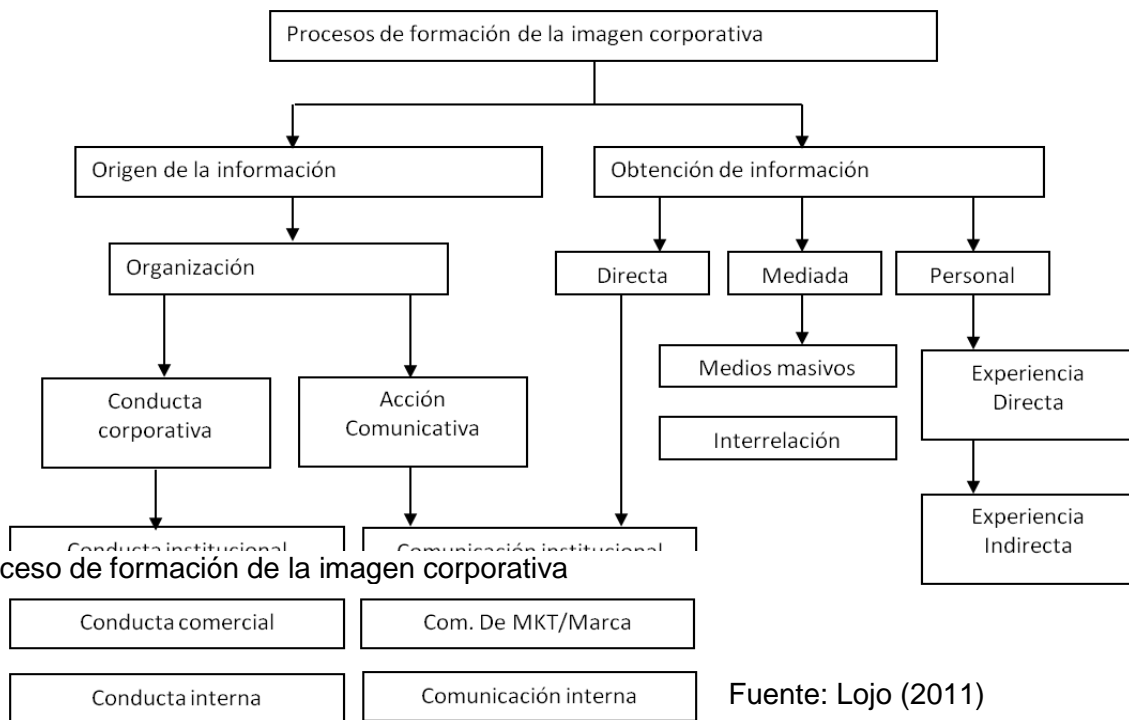 Procesos de formación de la imagen corporativa
Origen de la información
Obtención de información
Organización
Directa
Mediada
Personal
Conducta
corporativa
Acción
Comunicativa
Medios masivos
Interrelación
Experiencia
Directa
Experiencia
Indirecta
Conducta institucional
Comunicación institucional
ceso de formación de la imagen corporativa
Conducta comercial
Com. De MKT/Marca
Conducta interna
Comunicación interna
Fuente: Lojo (2011)